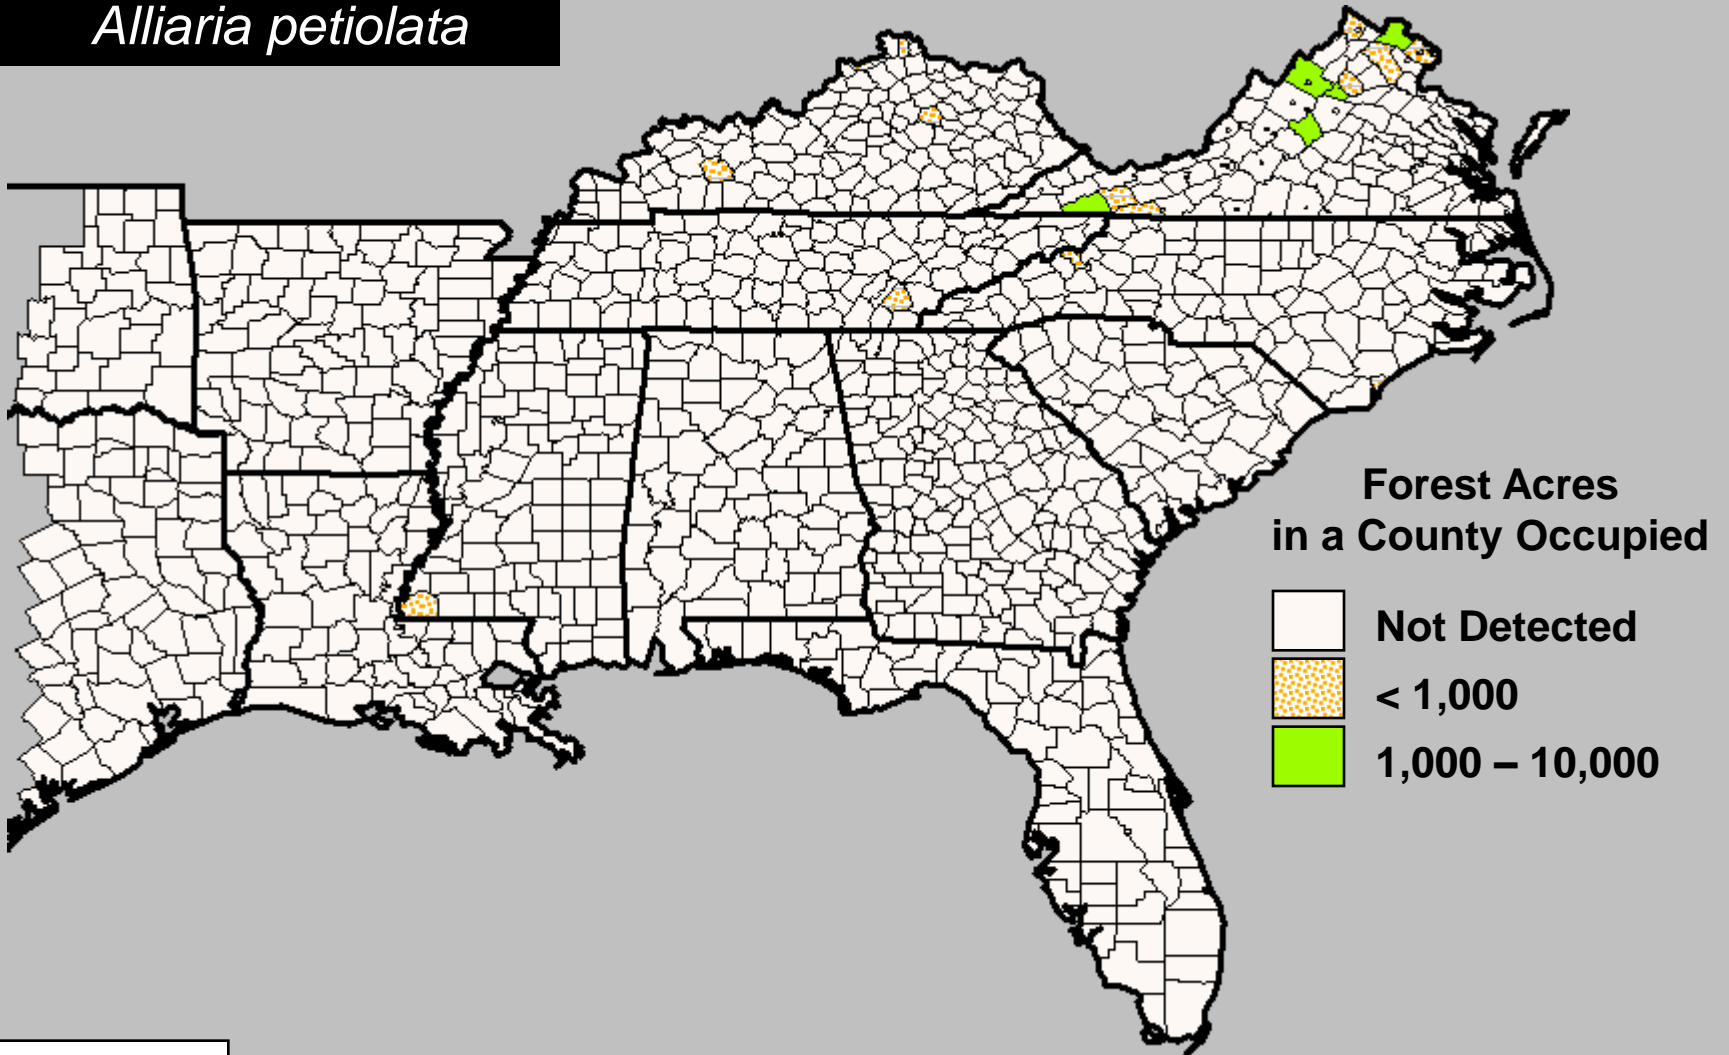 Alliaria petiolata
Forest Acres
in a County Occupied
Not Detected
< 1,000
1,000 – 10,000